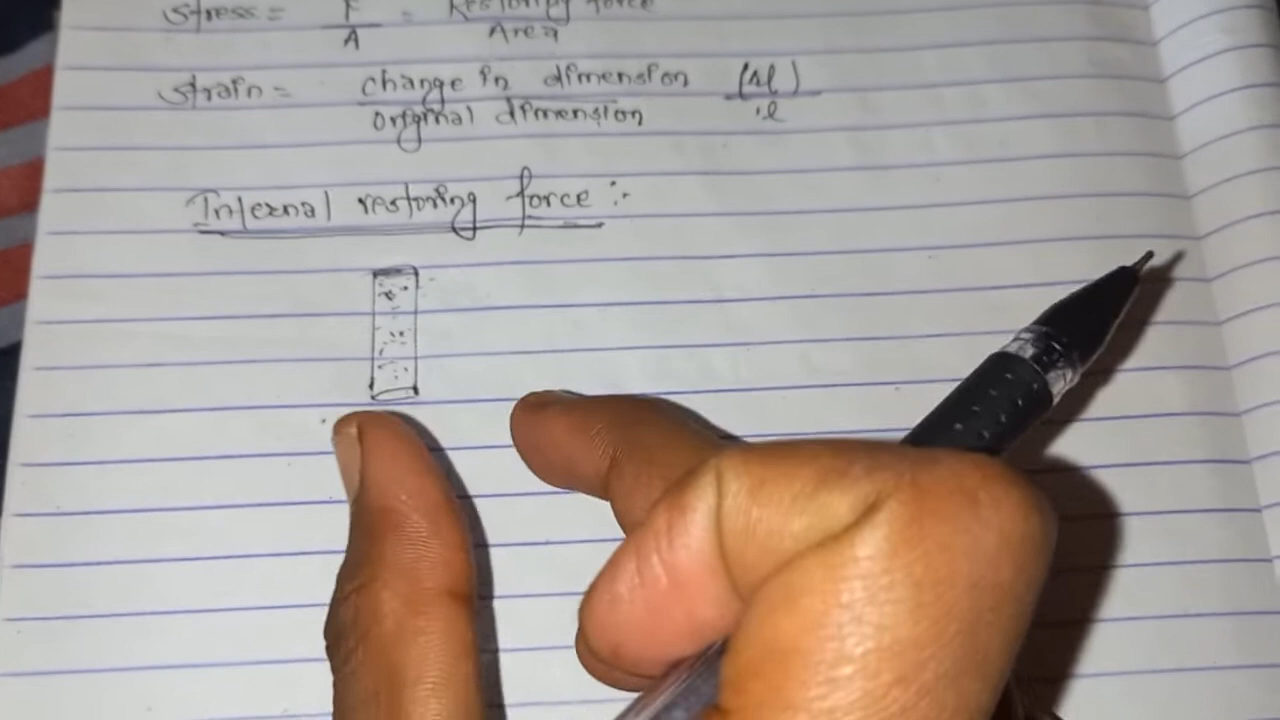 Stress = F/A = Restoring force/Area
Strain = change in dimension/original dimension (Δl)/l
Internal restoring force :-